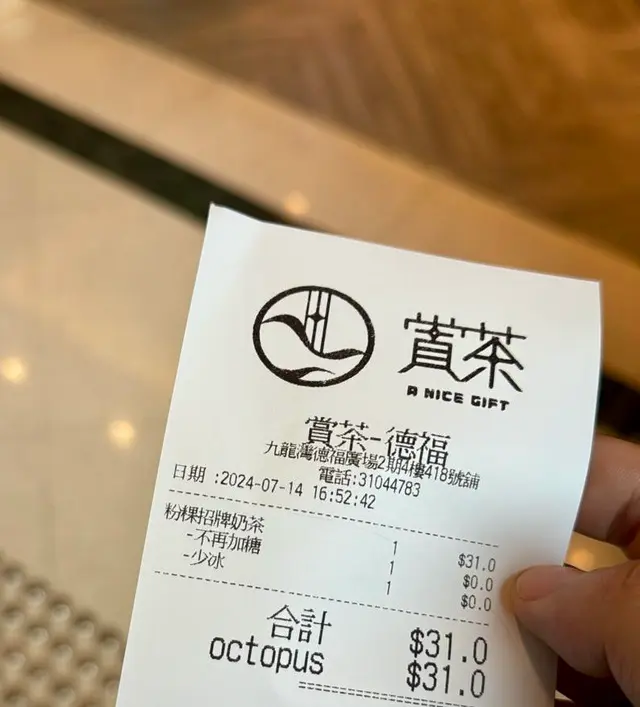 賞茶
A NICE GIFT
賞茶-德福
九龍灣德福廣場2期4樓418號舖
電話:31044783
日期 :2024-07-14 16:52:42
粉粿招牌奶茶 1 $31.0
-不再加糖 1 $0.0
-少冰 1 $0.0
合計 $31.0
octopus $31.0